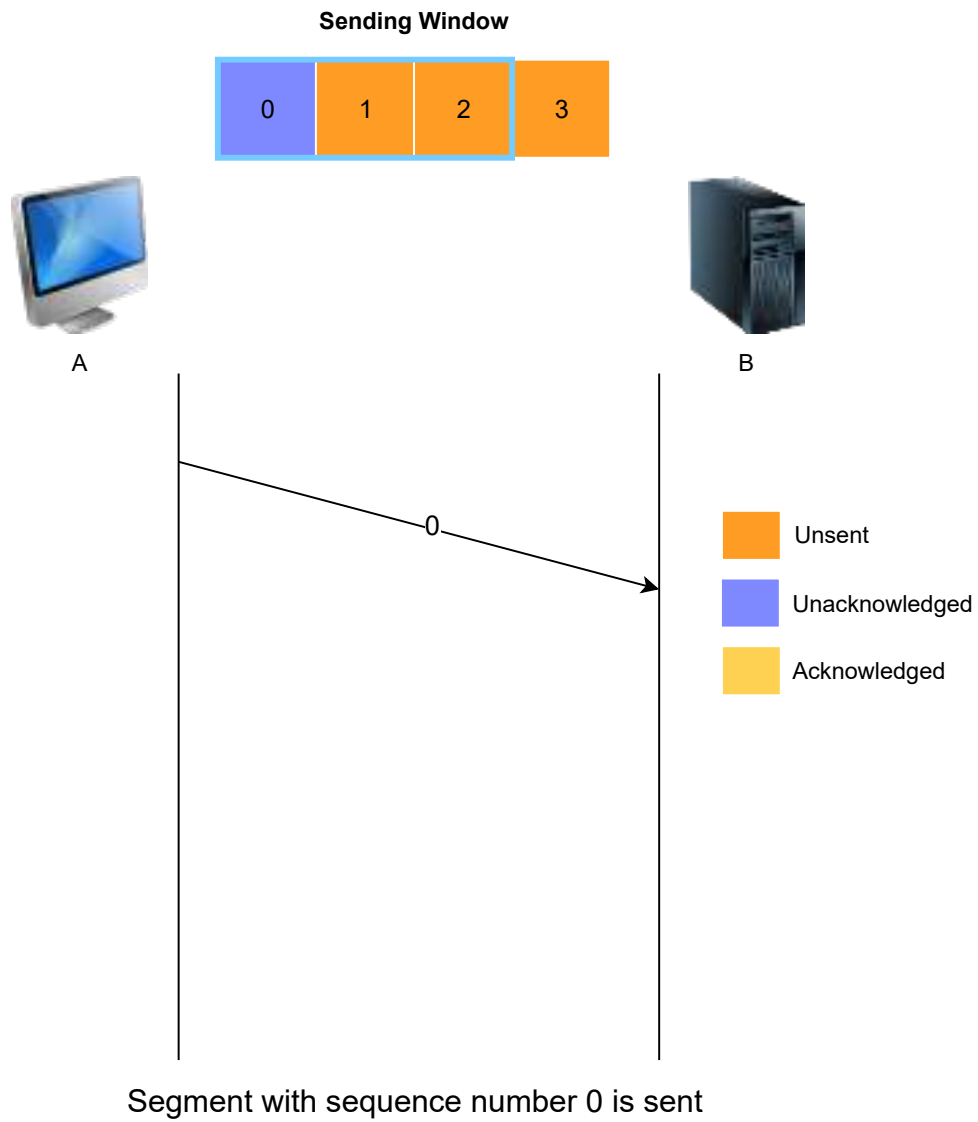 Sending Window
0 1 2 3
A B
0
Unsent
Unacknowledged
Acknowledged
Segment with sequence number 0 is sent